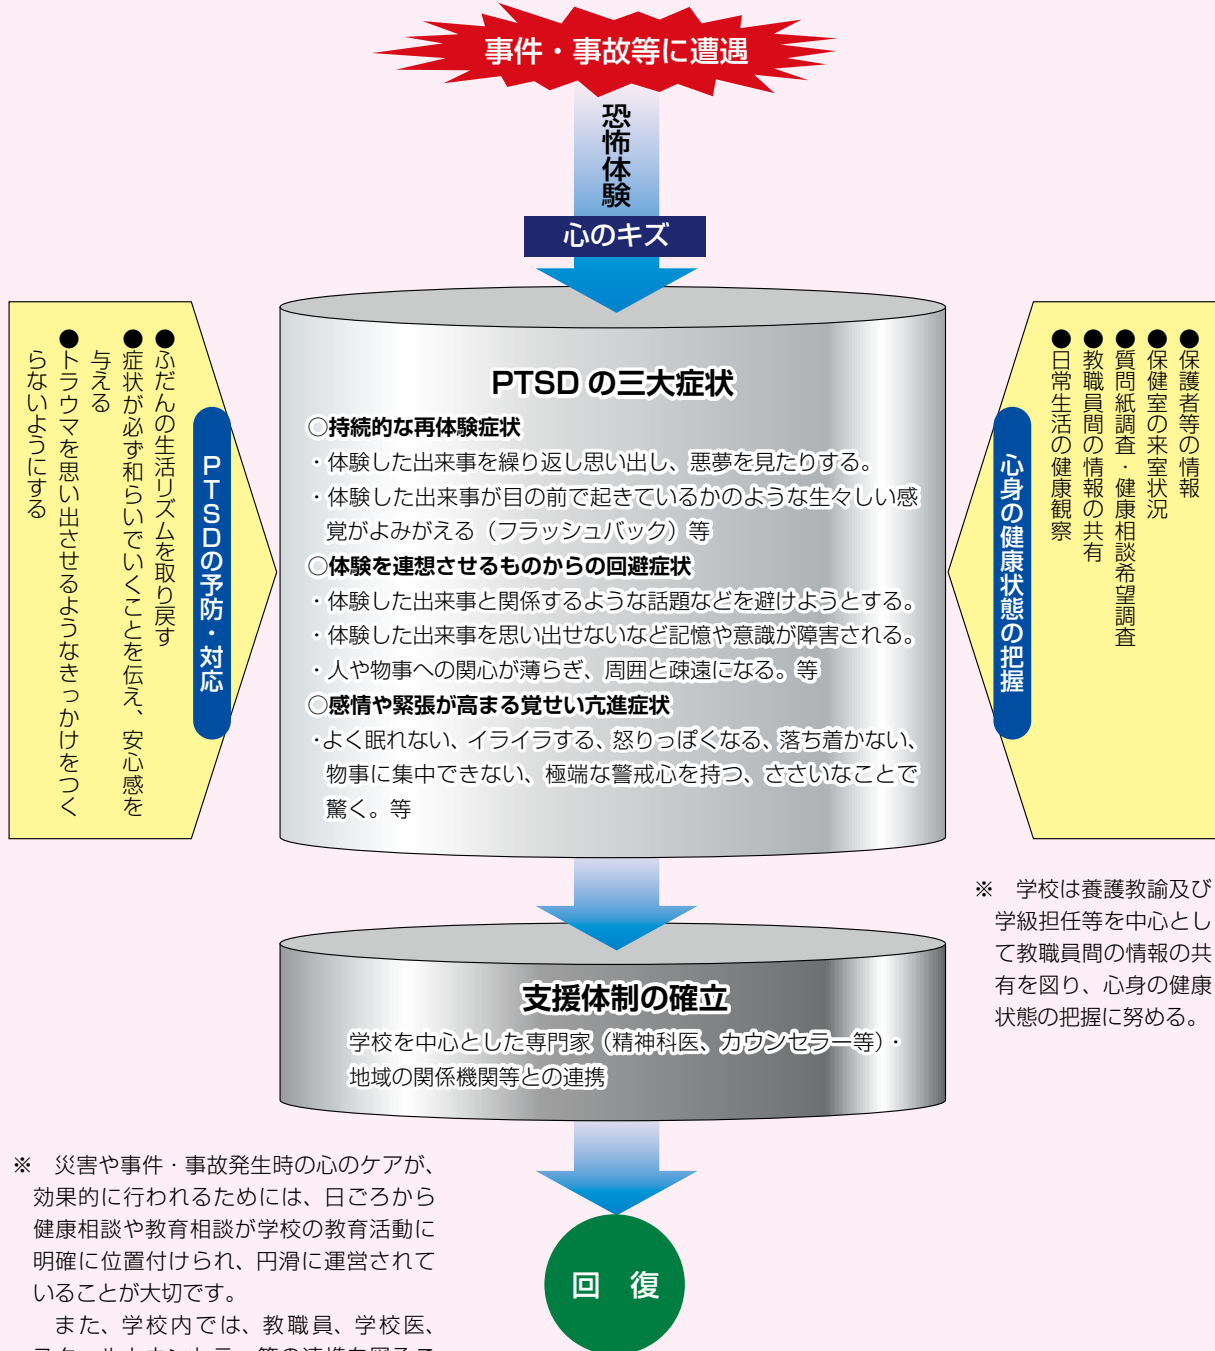 事件・事故等に遭遇
恐怖体験
心のキズ
PTSD の三大症状
○持続的な再体験症状
・体験した出来事を繰り返し思い出し、悪夢を見たりする。
・体験した出来事が目の前で起きているかのような生々しい感
覚がよみがえる（フラッシュバック）等
○体験を連想させるものからの回避症状
・体験した出来事と関係するような話題などを避けようとする。
・体験した出来事を思い出せないなど記憶や意識が障害される。
・人や物事への関心が薄らぎ、周囲と疎遠になる。等
○感情や緊張が高まる覚せい亢進症状
・よく眠れない、イライラする、怒りっぽくなる、落ち着かない、
物事に集中できない、極端な警戒心を持つ、ささいなことで
驚く。等
PTSDの予防・対応
●ふだんの生活リズムを取り戻す
●症状が必ず和らいでいくことを伝え、安心感を
与える
●トラウマを思い出させるようなきっかけをつく
らないようにする
●保護者等の情報
●保健室の来室状況
●質問紙調査・健康相談希望調査
●教職員間の情報の共有
●日常生活の健康観察
心身の健康状態の把握
※　学校は養護教諭及び
学級担任等を中心とし
て教職員間の情報の共
有を図り、心身の健康
状態の把握に努める。
支援体制の確立
学校を中心とした専門家（精神科医、カウンセラー等）・
地域の関係機関等との連携
※　災害や事件・事故発生時の心のケアが、
効果的に行われるためには、日ごろから
健康相談や教育相談が学校の教育活動に
明確に位置付けられ、円滑に運営されて
いることが大切です。
また、学校内では、教職員、学校医、
スクールカウンセラー等の連携を図るこ
回　復